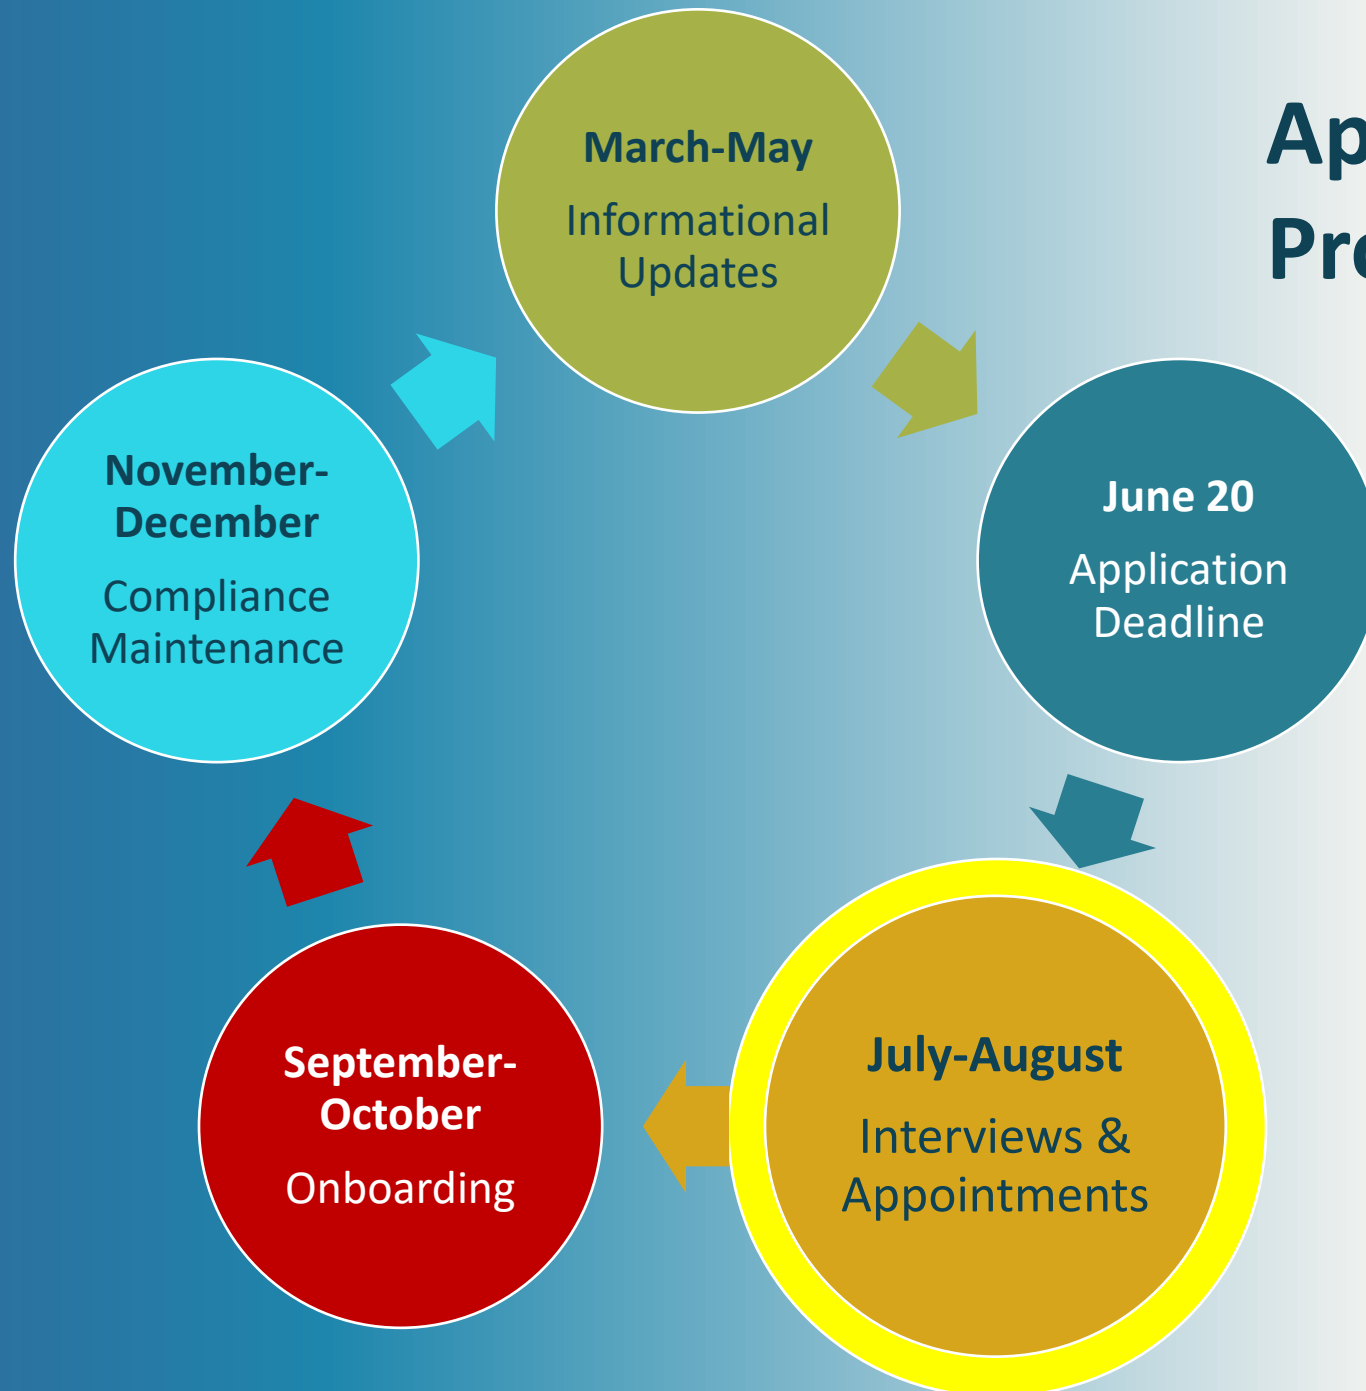 March-May
Informational
Updates
June 20
Application
Deadline
July-August
Interviews &
Appointments
September-
October
Onboarding
November-
December
Compliance
Maintenance